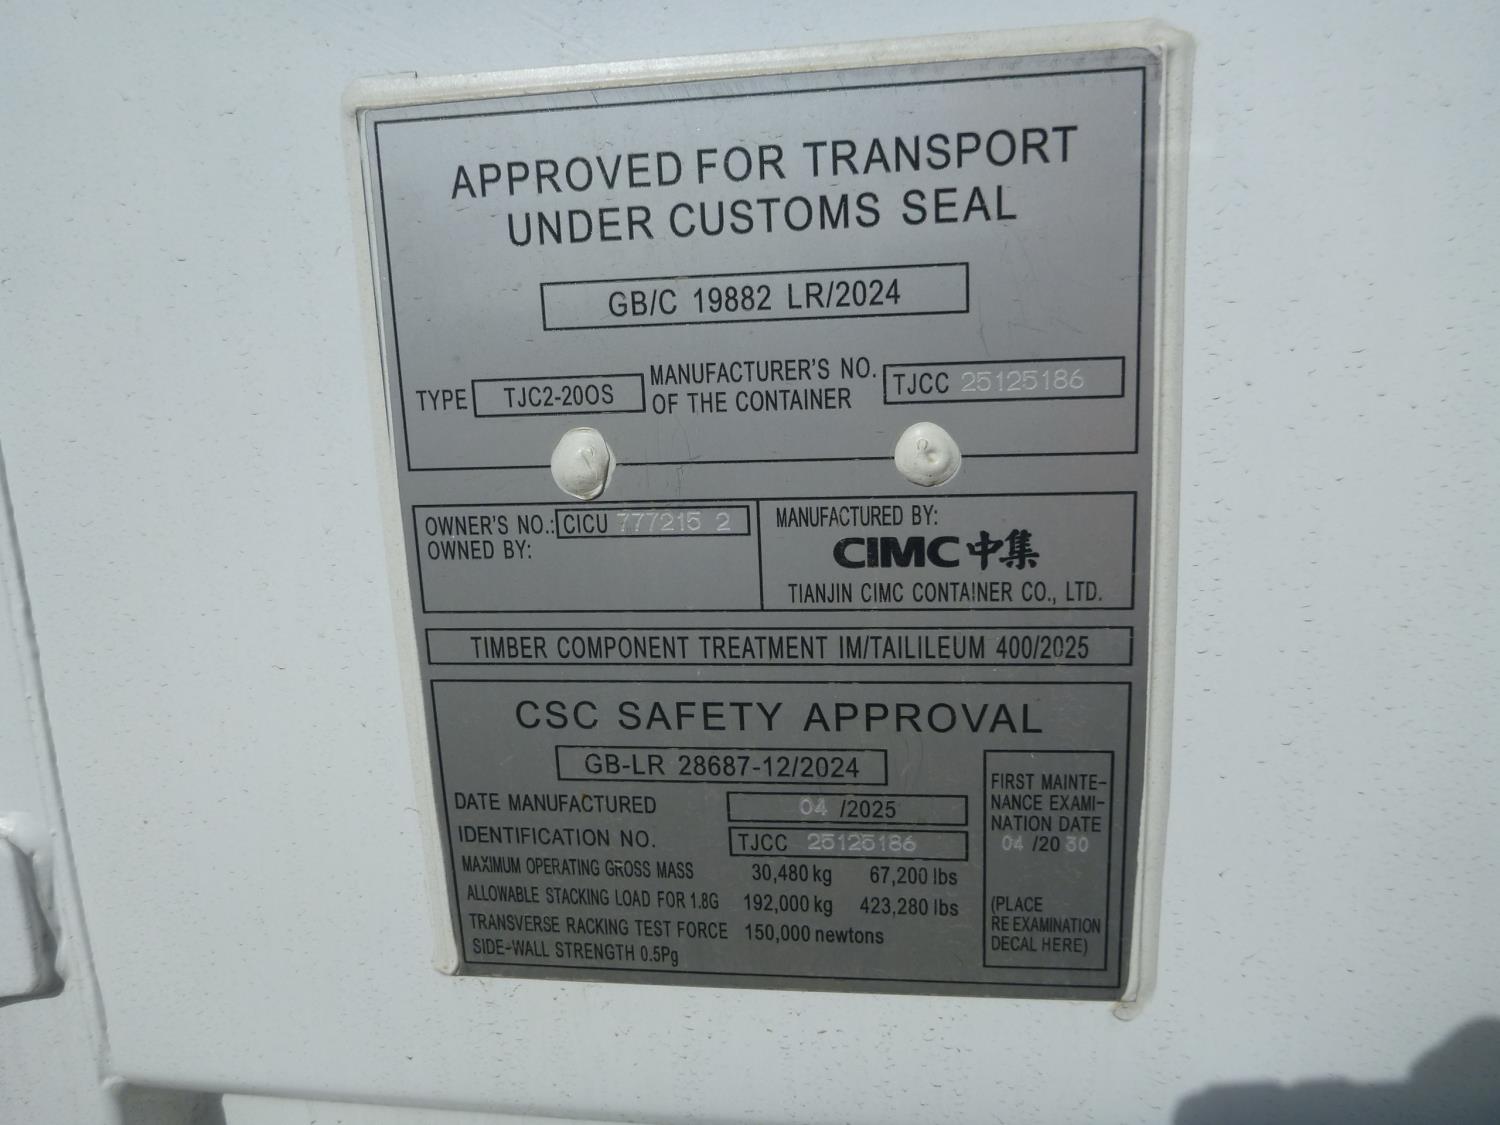 APPROVED FOR TRANSPORT
UNDER CUSTOMS SEAL
GB/C 19882 LR/2024
TYPE TJC2-20OS MANUFACTURER'S NO. OF THE CONTAINER TJCC 25125186
OWNER'S NO.: CICU 777215 2
OWNED BY:
MANUFACTURED BY:
CIMC 中集
TIANJIN CIMC CONTAINER CO., LTD.
TIMBER COMPONENT TREATMENT IM/TAILILEUM 400/2025
CSC SAFETY APPROVAL
GB-LR 28687-12/2024
DATE MANUFACTURED 04 /2025
IDENTIFICATION NO. TJCC 25125186
MAXIMUM OPERATING GROSS MASS 30,480 kg 67,200 lbs
ALLOWABLE STACKING LOAD FOR 1.8G 192,000 kg 423,280 lbs
TRANSVERSE RACKING TEST FORCE 150,000 newtons
SIDE-WALL STRENGTH 0.5Pg
FIRST MAINTE-
NANCE EXAMI-
NATION DATE
04 /20 30
(PLACE
RE EXAMINATION
DECAL HERE)